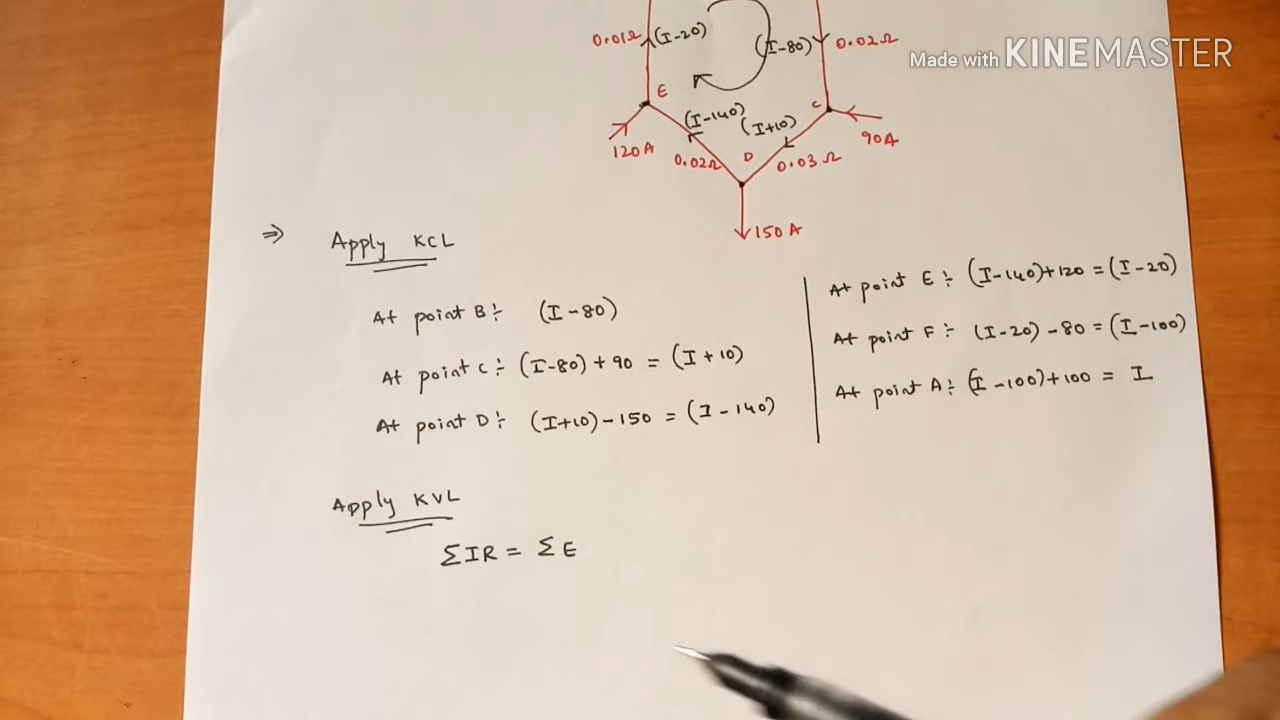 0.01Ω (I-20)
(I-80) 0.02Ω
Made with KINEMASTER
E
C
(I-140)
(I+10)
120A
0.02Ω
D
0.03 Ω
90A
150 A
⇒ Apply KCL
At point B:- (I-80)
At point C:- (I-80)+90 = (I+10)
At point D:- (I+10)-150 = (I-140)
At point E:- (I-140)+120 = (I-20)
At point F:- (I-20)-80 = (I-100)
At point A:- (I-100)+100 = I
Apply KVL
ΣIR = ΣE